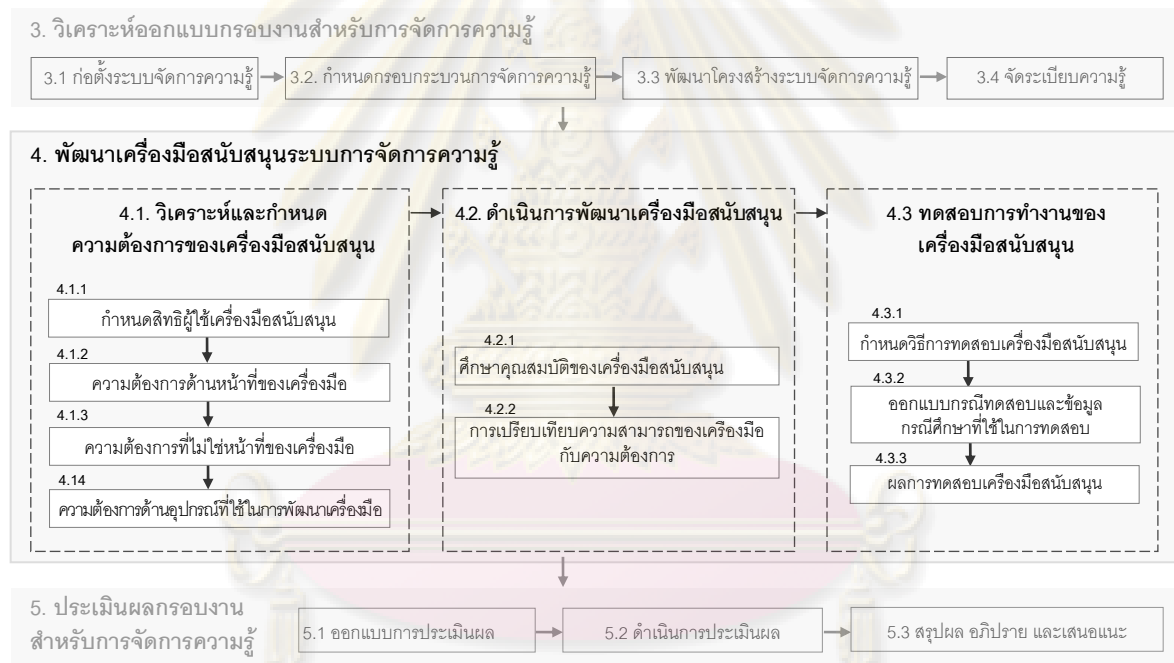 3. วิเคราะห์ออกแบบกรอบงานสำหรับการจัดการความรู้
3.1 ก่อตั้งระบบจัดการความรู้
3.2. กำหนดกรอบกระบวนการจัดการความรู้
3.3 พัฒนาโครงสร้างระบบจัดการความรู้
3.4 จัดระเบียบความรู้
4. พัฒนาเครื่องมือสนับสนุนระบบการจัดการความรู้
4.1. วิเคราะห์และกำหนด
ความต้องการของเครื่องมือสนับสนุน
4.1.1
กำหนดสิทธิผู้ใช้เครื่องมือสนับสนุน
4.1.2
ความต้องการด้านหน้าที่ของเครื่องมือ
4.1.3
ความต้องการที่ไม่ใช่หน้าที่ของเครื่องมือ
4.14
ความต้องการด้านอุปกรณ์ที่ใช้ในการพัฒนาเครื่องมือ
4.2. ดำเนินการพัฒนาเครื่องมือสนับสนุน
4.2.1
ศึกษาคุณสมบัติของเครื่องมือสนับสนุน
4.2.2
การเปรียบเทียบความสามารถของเครืองมือ
กับความต้องการ
4.3 ทดสอบการทำงานของ
เครื่องมือสนับสนุน
4.3.1
กำหนดวิธีการทดสอบเครื่องมือสนับสนุน
4.3.2
ออกแบบกรณีทดสอบและข้อมูล
กรณีศึกษาที่ใช้ในการทดสอบ
4.3.3
ผลการทดสอบเครื่องมือสนับสนุน
5. ประเมินผลกรอบงาน
สำหรับการจัดการความรู้
5.1 ออกแบบการประเมินผล
5.2 ดำเนินการประเมินผล
5.3 สรุปผล อภิปราย และเสนอแนะ